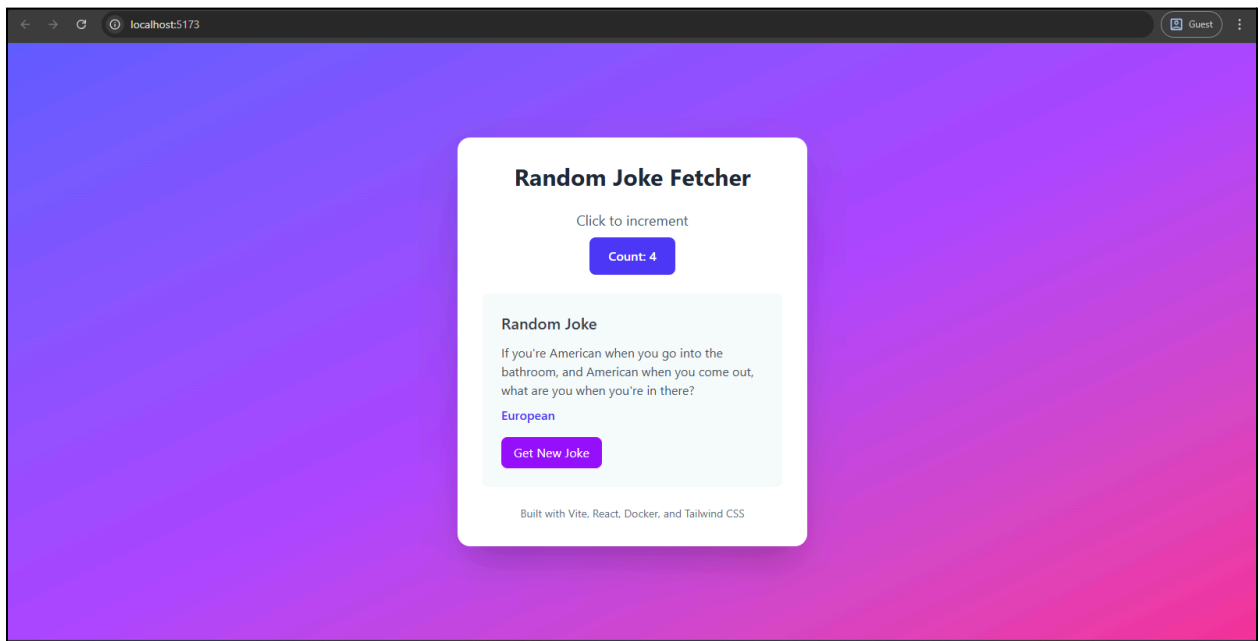 localhost:5173
Guest
Random Joke Fetcher
Click to increment
Count: 4
Random Joke
If you're American when you go into the
bathroom, and American when you come out,
what are you when you're in there?
European
Get New Joke
Built with Vite, React, Docker, and Tailwind CSS